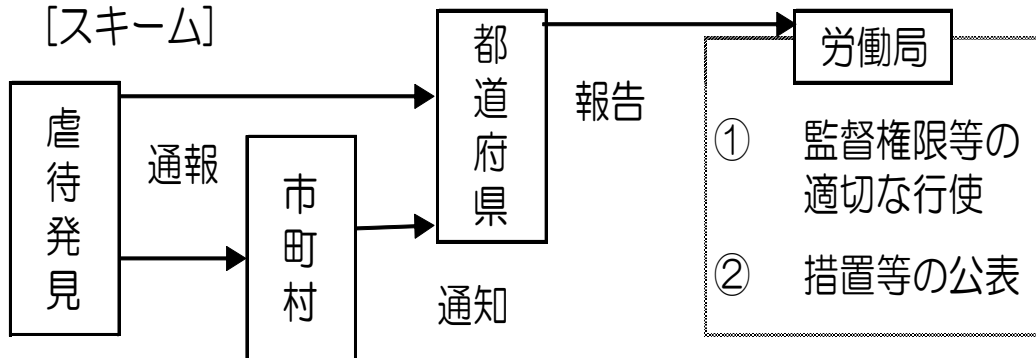 [スキーム]
虐待発見
通報
市町村
通知
都道府県
報告
労働局
① 監督権限等の
適切な行使
② 措置等の公表